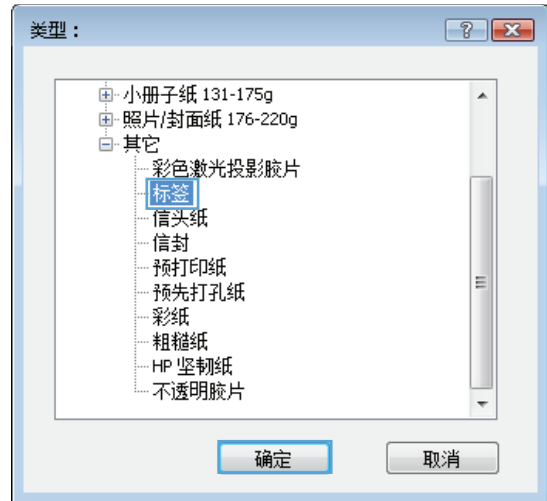 类型：
小册子纸 131-175g
照片/封面纸 176-220g
其它
彩色激光投影胶片
标签
信头纸
信封
预打印纸
预先打孔纸
彩纸
粗糙纸
HP 坚韧纸
不透明胶片
确定
取消